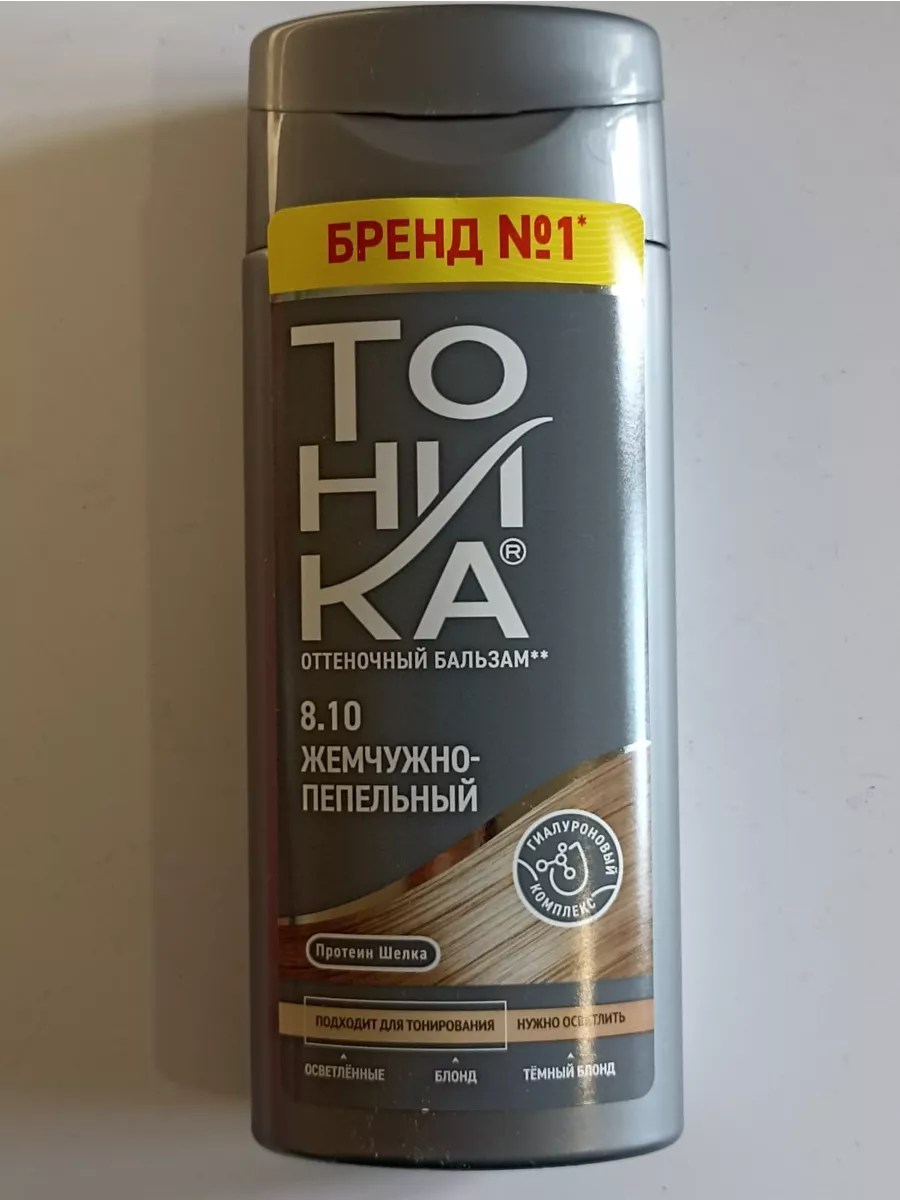 БРЕНД №1*
ТО
НИ
КА®
ОТТЕНОЧНЫЙ БАЛЬЗАМ**
8.10
ЖЕМЧУЖНО-
ПЕПЕЛЬНЫЙ
ГИАЛУРОНОВЫЙ
КОМПЛЕКС
Протеин Шелка
ПОДХОДИТ ДЛЯ ТОНИРОВАНИЯ НУЖНО ОСВЕТЛИТЬ
ОСВЕТЛЁННЫЕ БЛОНД ТЁМНЫЙ БЛОНД